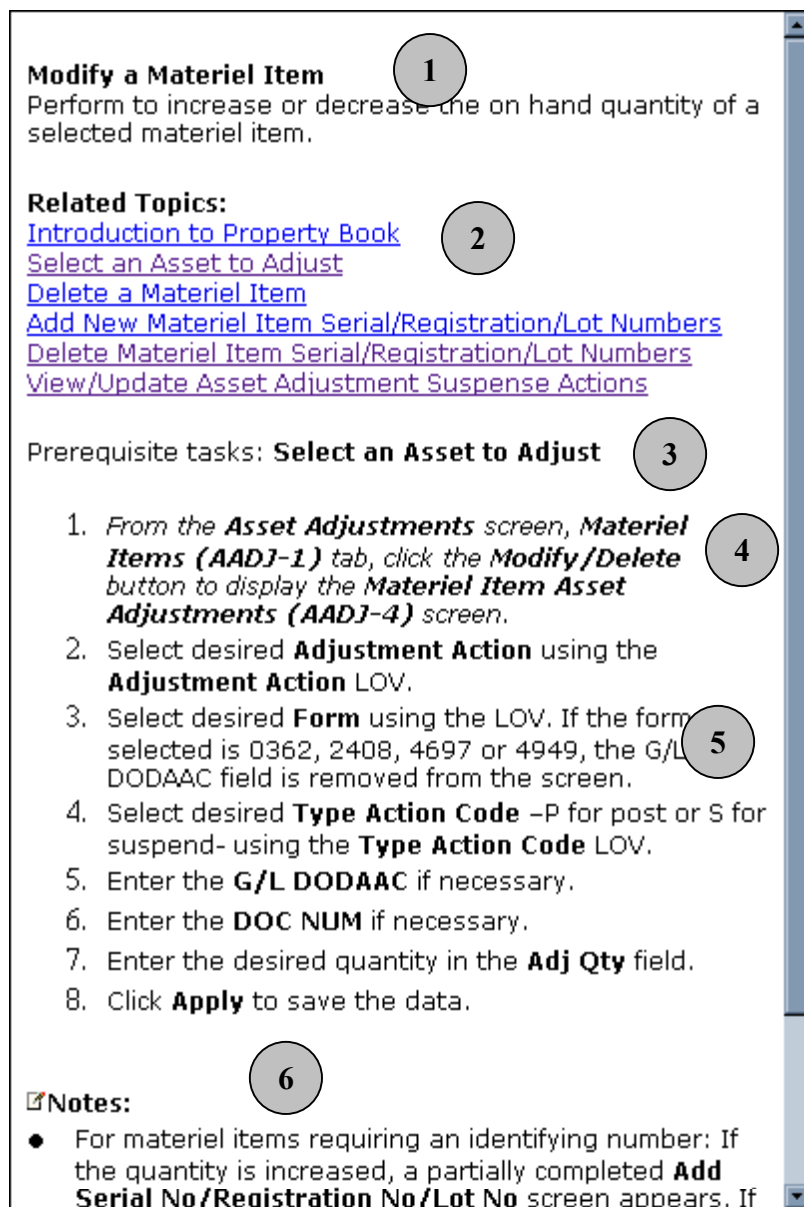 1
Modify a Materiel Item
Perform to increase or decrease the on hand quantity of a
selected materiel item.
Related Topics:
Introduction to Property Book
2
Select an Asset to Adjust
Delete a Materiel Item
Add New Materiel Item Serial/Registration/Lot Numbers
Delete Materiel Item Serial/Registration/Lot Numbers
View/Update Asset Adjustment Suspense Actions
Prerequisite tasks: Select an Asset to Adjust
3
1. From the Asset Adjustments screen, Materiel
Items (AADJ-1) tab, click the Modify/Delete
4
button to display the Materiel Item Asset
Adjustments (AADJ-4) screen.
2. Select desired Adjustment Action using the
Adjustment Action LOV.
3. Select desired Form using the LOV. If the form
5
selected is 0362, 2408, 4697 or 4949, the G/L
DODAAC field is removed from the screen.
4. Select desired Type Action Code –P for post or S for
suspend- using the Type Action Code LOV.
5. Enter the G/L DODAAC if necessary.
6. Enter the DOC NUM if necessary.
7. Enter the desired quantity in the Adj Qty field.
8. Click Apply to save the data.
6
Notes:
● For materiel items requiring an identifying number: If
the quantity is increased, a partially completed Add
Serial No/Registration No/Lot No screen appears. If